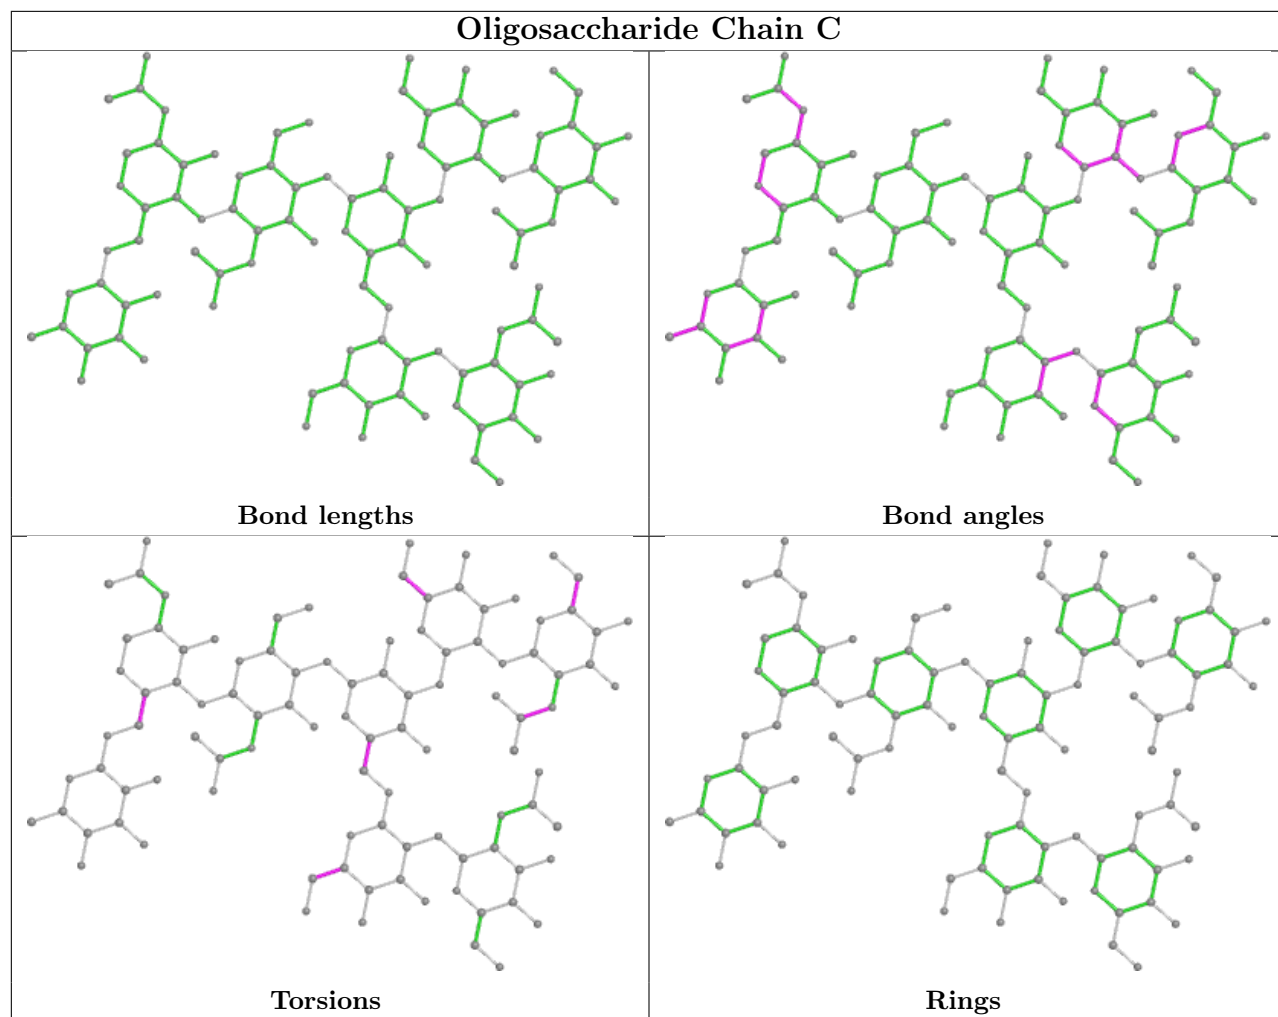 Oligosaccharide Chain C
Bond lengths
Bond angles
Torsions
Rings